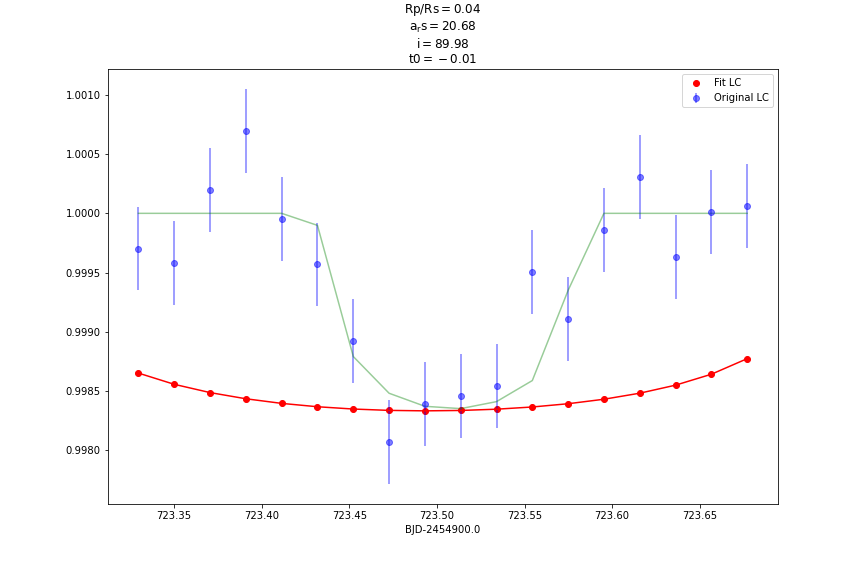 Rp/Rs = 0.04
aᵣs = 20.68
i = 89.98
t0 = −0.01
Fit LC
Original LC
1.0010
1.0005
1.0000
0.9995
0.9990
0.9985
0.9980
723.35 723.40 723.45 723.50 723.55 723.60 723.65
BJD-2454900.0